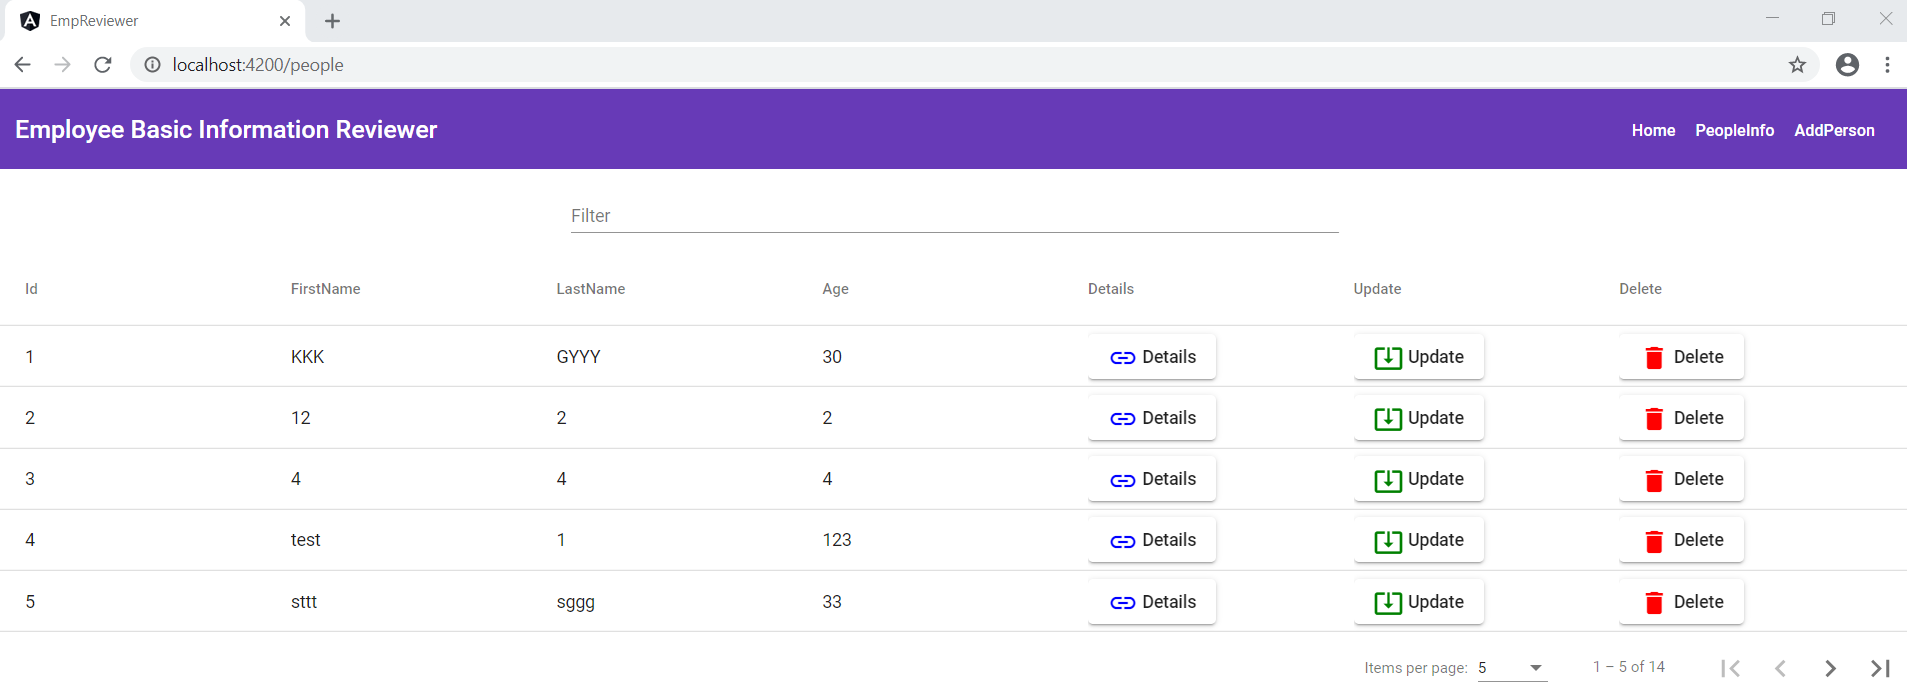 EmpReviewer
localhost:4200/people
Employee Basic Information Reviewer Home PeopleInfo AddPerson
Filter
Id FirstName LastName Age Details Update Delete
1 KKK GYYY 30 Details Update Delete
2 12 2 2 Details Update Delete
3 4 4 4 Details Update Delete
4 test 1 123 Details Update Delete
5 sttt sggg 33 Details Update Delete
Items per page: 5 1 – 5 of 14